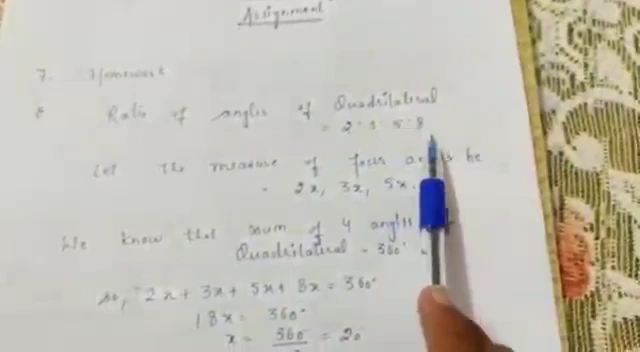 Assignment
7. Homework
Ratio of angles of Quadrilateral
= 2:3:5:8
Let the measure of four be
2x, 3x, 5x,
We know that sum of 4 angles
Quadrilateral = 360°
so, 2x + 3x + 5x + 8x = 360°
18x = 360°
x = 360 = 20